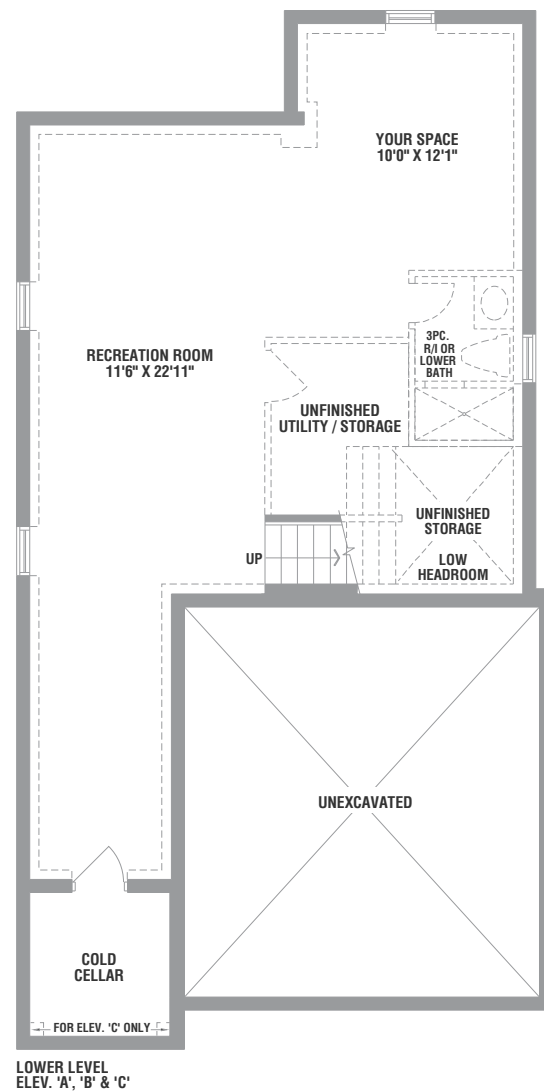 YOUR SPACE
10'0" X 12'1"
3PC.
R/I OR
LOWER
BATH
RECREATION ROOM
11'6" X 22'11"
UNFINISHED
UTILITY / STORAGE
UNFINISHED
STORAGE
LOW
HEADROOM
UP
UNEXCAVATED
COLD
CELLAR
FOR ELEV. 'C' ONLY
LOWER LEVEL
ELEV. 'A', 'B' & 'C'